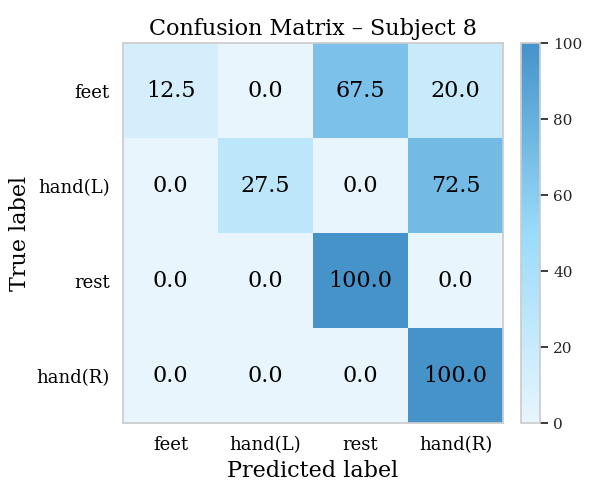 Confusion Matrix – Subject 8
True label
feet 12.5 0.0 67.5 20.0
hand(L) 0.0 27.5 0.0 72.5
rest 0.0 0.0 100.0 0.0
hand(R) 0.0 0.0 0.0 100.0
feet hand(L) rest hand(R)
Predicted label
100
80
60
40
20
0